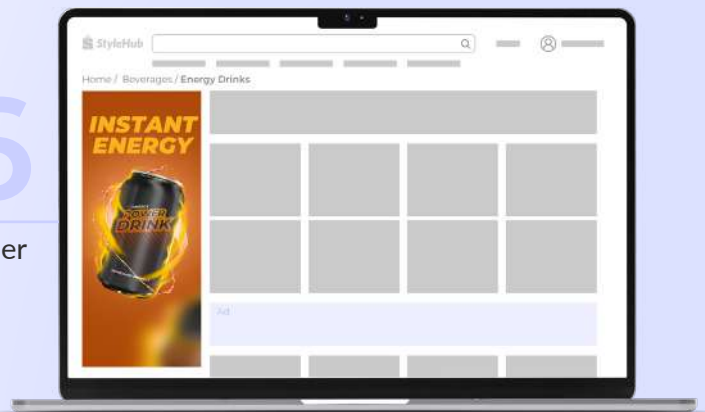 StyleHub
Home / Beverages / Energy Drinks
INSTANT
ENERGY
POWER
DRINK
S
er
Ad